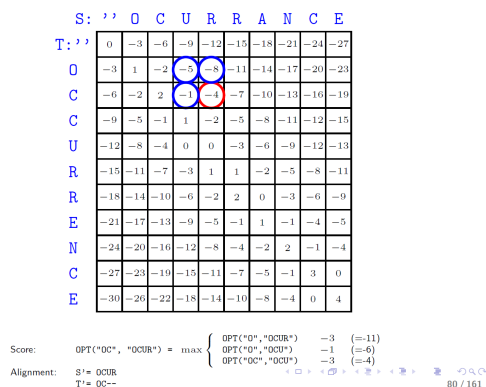 S: '' O C U R R A N C E
T:'' 0 −3 −6 −9 −12 −15 −18 −21 −24 −27
O −3 1 −2 −5 −8 −11 −14 −17 −20 −23
C −6 −2 2 −1 −4 −7 −10 −13 −16 −19
C −9 −5 −1 1 −2 −5 −8 −11 −12 −15
U −12 −8 −4 0 0 −3 −6 −9 −12 −13
R −15 −11 −7 −3 1 1 −2 −5 −8 −11
R −18 −14 −10 −6 −2 2 0 −3 −6 −9
E −21 −17 −13 −9 −5 −1 1 −1 −4 −5
N −24 −20 −16 −12 −8 −4 −2 2 −1 −4
C −27 −23 −19 −15 −11 −7 −5 −1 3 0
E −30 −26 −22 −18 −14 −10 −8 −4 0 4
OPT("O","OCUR") −3 (=-11)
Score: OPT("OC", "OCUR") = max { OPT("O","OCU") −1 (=-6)
OPT("OC","OCU") −3 (=-4)
Alignment: S'= OCUR
T'= OC--
80 / 161